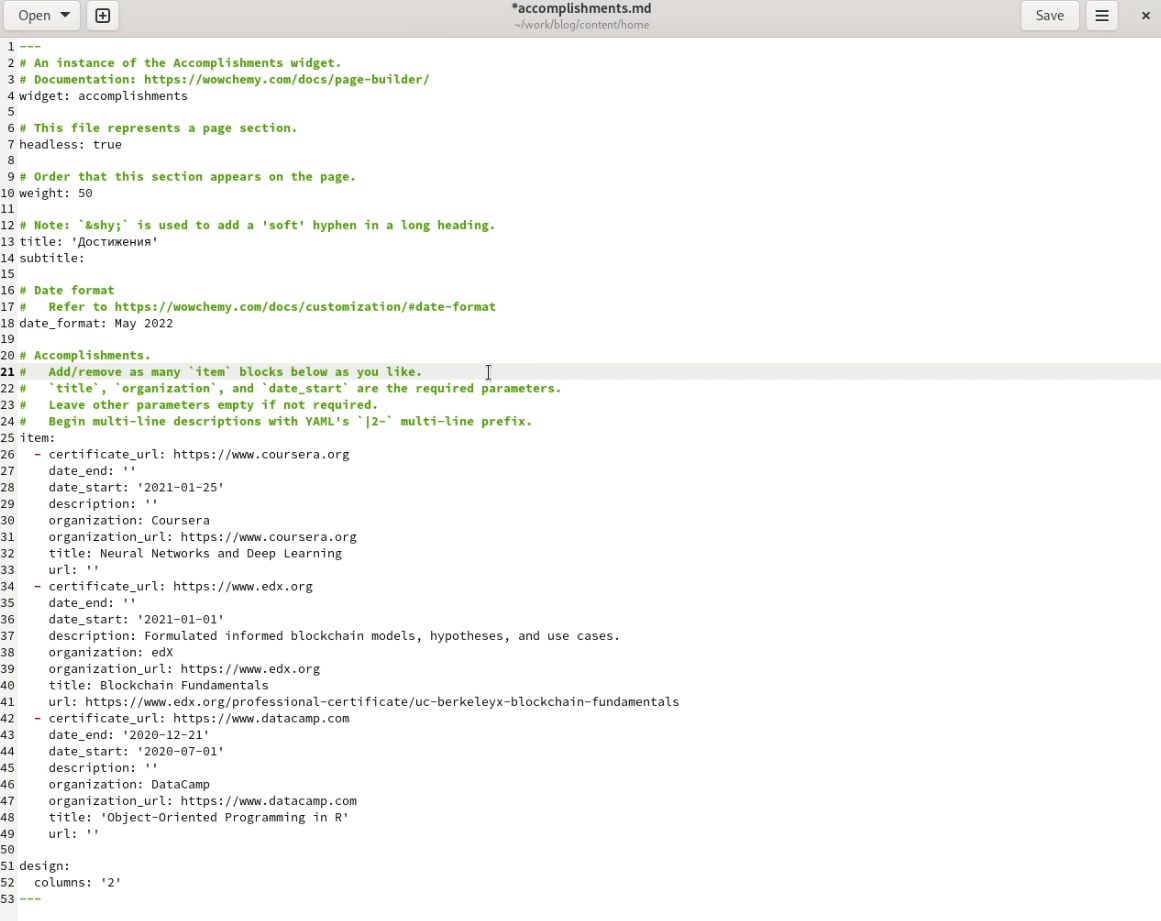 Open
*accomplishments.md
~/work/blog/content/home
Save
1 ---
2 # An instance of the Accomplishments widget.
3 # Documentation: https://wowchemy.com/docs/page-builder/
4 widget: accomplishments
5
6 # This file represents a page section.
7 headless: true
8
9 # Order that this section appears on the page.
10 weight: 50
11
12 # Note: `&shy;` is used to add a 'soft' hyphen in a long heading.
13 title: 'Достижения'
14 subtitle:
15
16 # Date format
17 #   Refer to https://wowchemy.com/docs/customization/#date-format
18 date_format: May 2022
19
20 # Accomplishments.
21 #   Add/remove as many `item` blocks below as you like.
22 #   `title`, `organization`, and `date_start` are the required parameters.
23 #   Leave other parameters empty if not required.
24 #   Begin multi-line descriptions with YAML's `|2-` multi-line prefix.
25 item:
26   - certificate_url: https://www.coursera.org
27     date_end: ''
28     date_start: '2021-01-25'
29     description: ''
30     organization: Coursera
31     organization_url: https://www.coursera.org
32     title: Neural Networks and Deep Learning
33     url: ''
34   - certificate_url: https://www.edx.org
35     date_end: ''
36     date_start: '2021-01-01'
37     description: Formulated informed blockchain models, hypotheses, and use cases.
38     organization: edX
39     organization_url: https://www.edx.org
40     title: Blockchain Fundamentals
41     url: https://www.edx.org/professional-certificate/uc-berkeleyx-blockchain-fundamentals
42   - certificate_url: https://www.datacamp.com
43     date_end: '2020-12-21'
44     date_start: '2020-07-01'
45     description: ''
46     organization: DataCamp
47     organization_url: https://www.datacamp.com
48     title: 'Object-Oriented Programming in R'
49     url: ''
50
51 design:
52   columns: '2'
53 ---